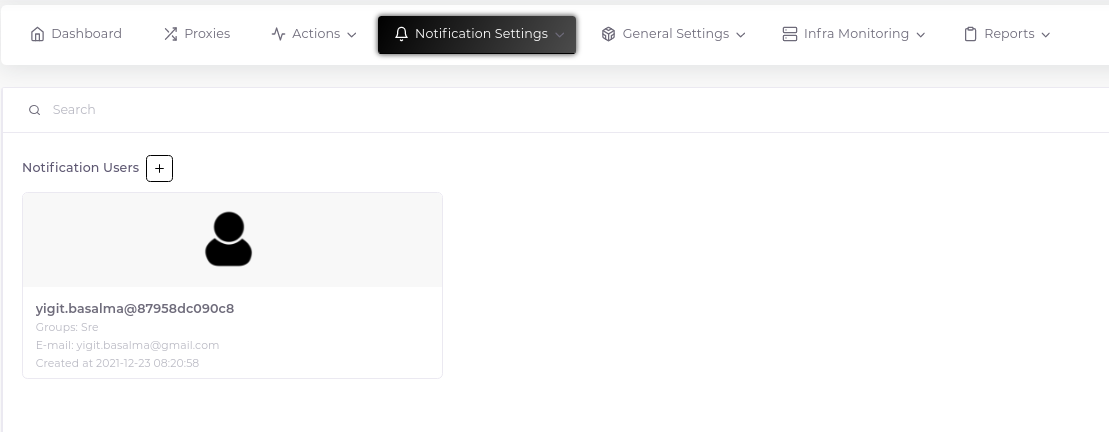 Dashboard Proxies Actions Notification Settings General Settings Infra Monitoring Reports
Search
Notification Users +
yigit.basalma@87958dc090c8
Groups: Sre
E-mail: yigit.basalma@gmail.com
Created at 2021-12-23 08:20:58